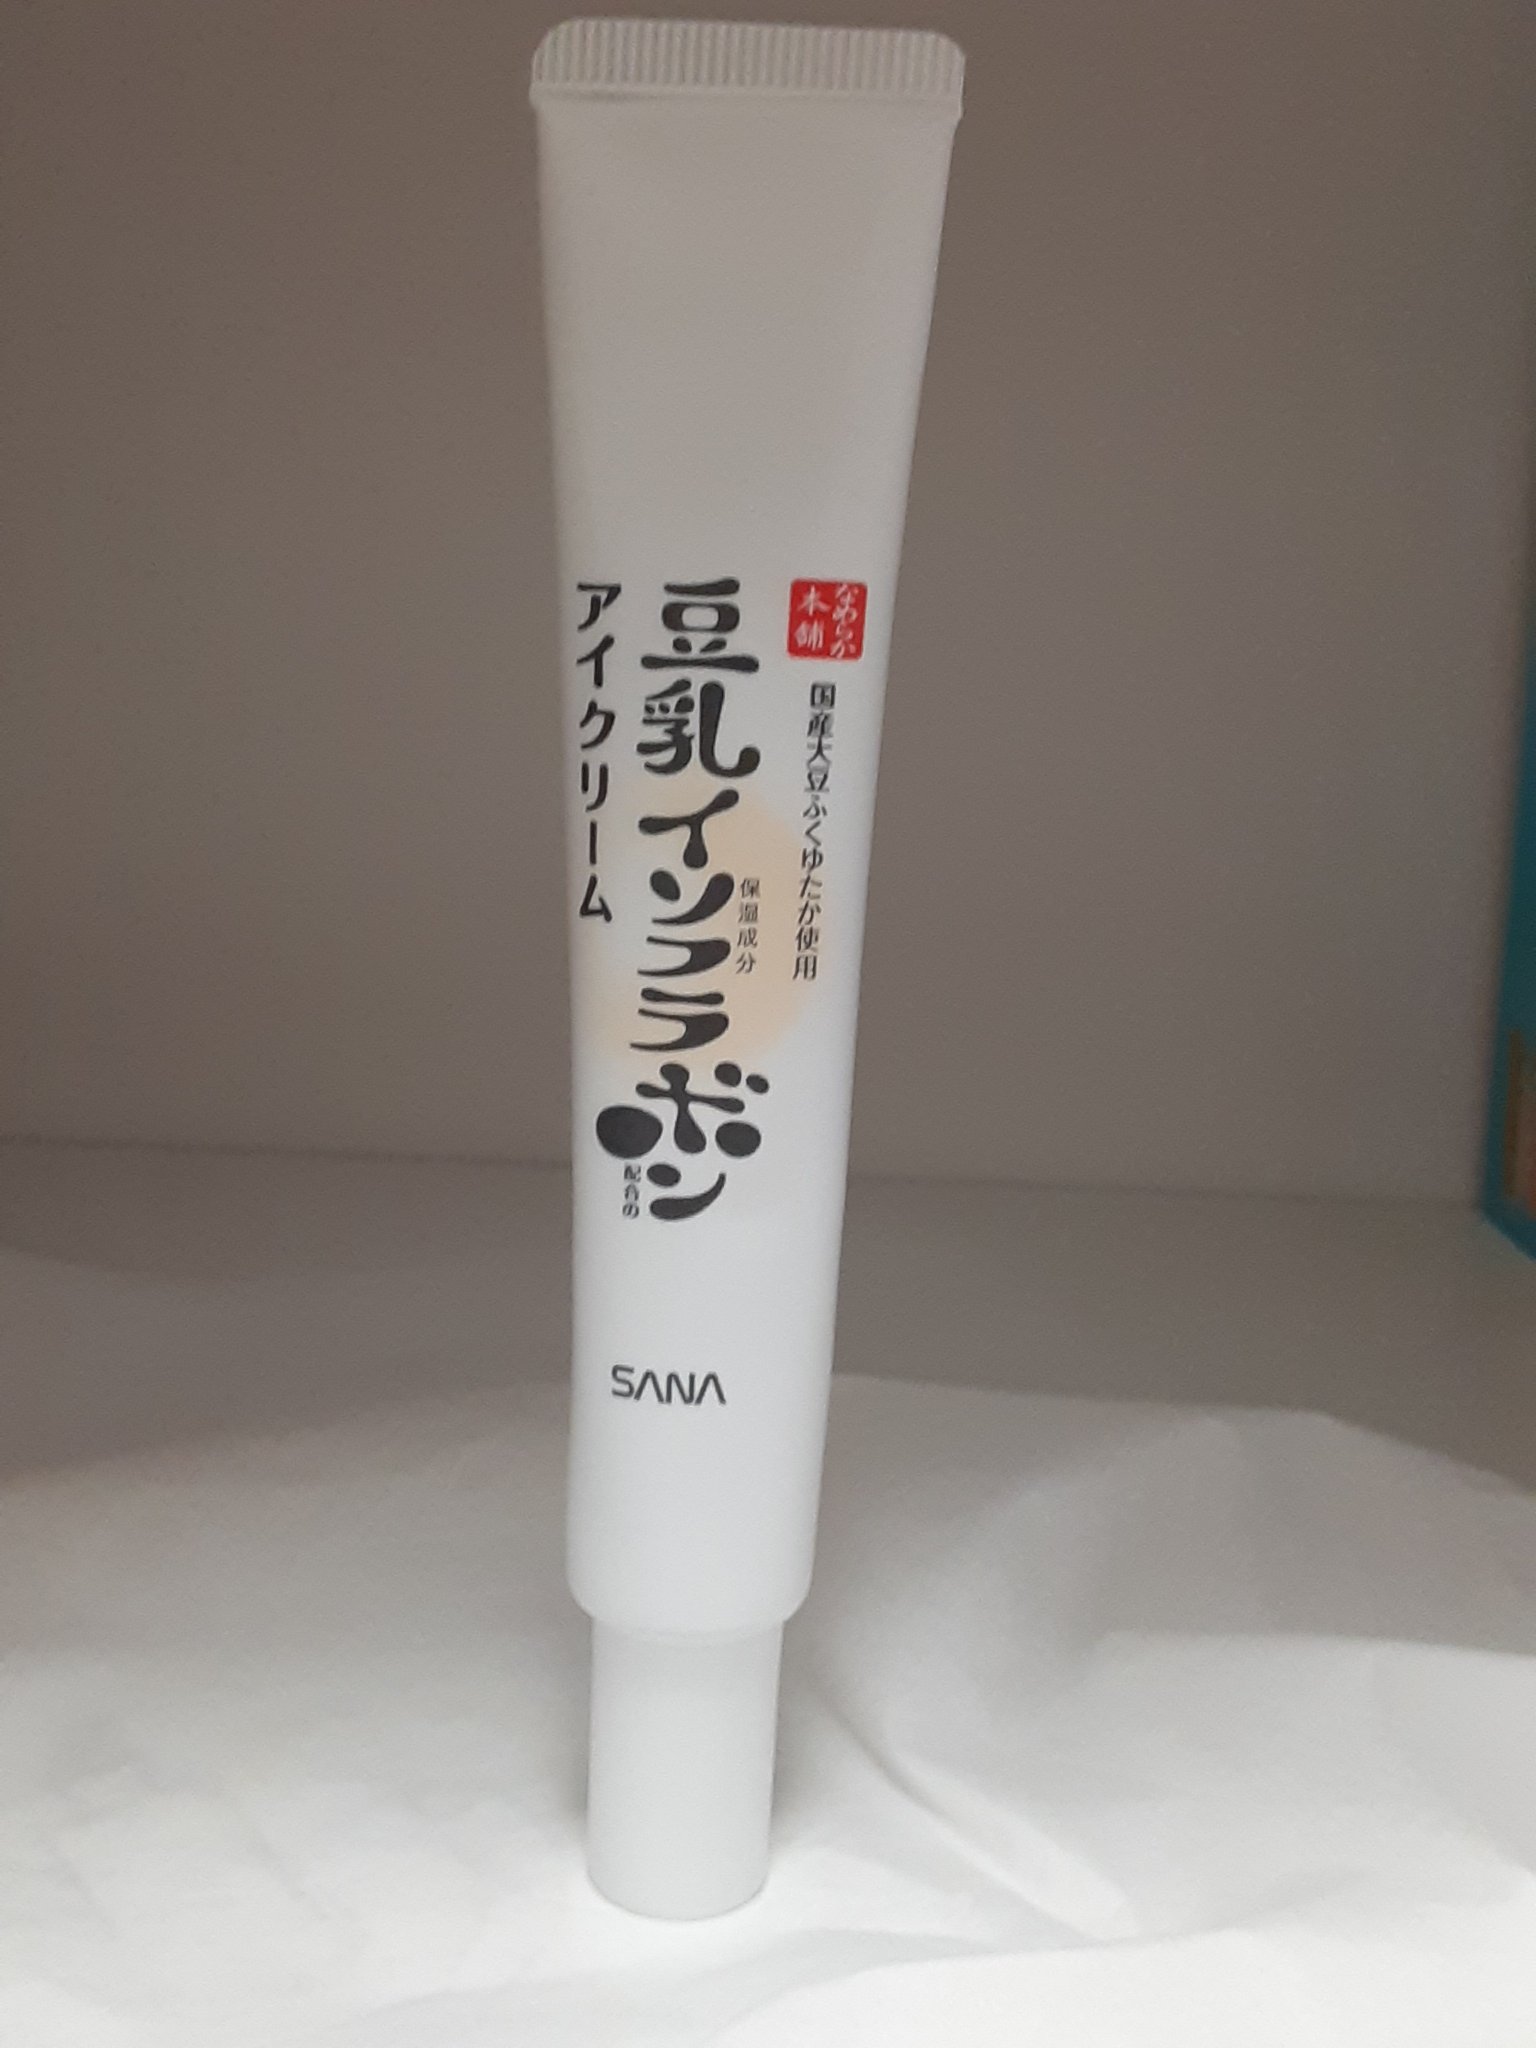 なめらか
本舗
国産大豆ふくゆたか使用
保湿成分
豆乳イソフラボン
配合の
アイクリーム
SANA